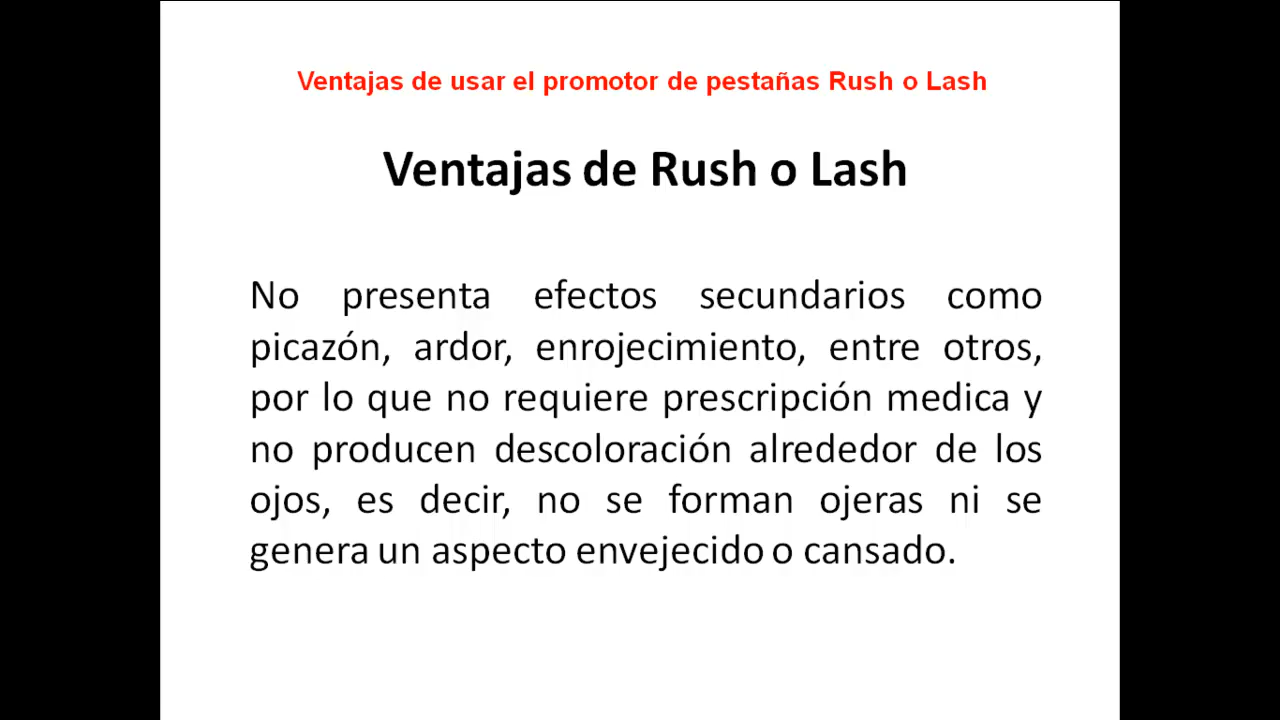 Ventajas de usar el promotor de pestañas Rush o Lash
Ventajas de Rush o Lash
No presenta efectos secundarios como
picazón, ardor, enrojecimiento, entre otros,
por lo que no requiere prescripción medica y
no producen descoloración alrededor de los
ojos, es decir, no se forman ojeras ni se
genera un aspecto envejecido o cansado.